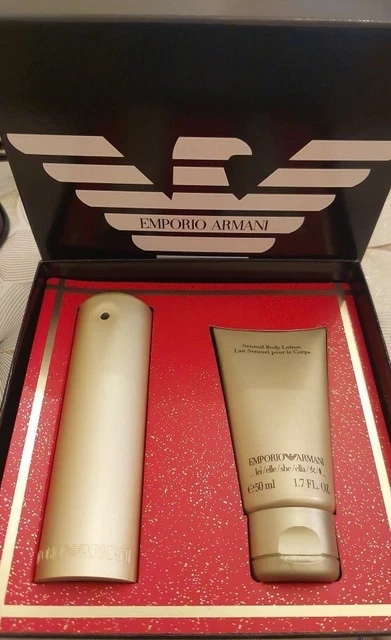 EMPORIO ARMANI
Sensual Body Lotion
Lait Sensuel pour le Corps
EMPORIO ARMANI
...lei/elle/she/ella/
℮50 ml 1.7 FL. OZ.
ARMANI